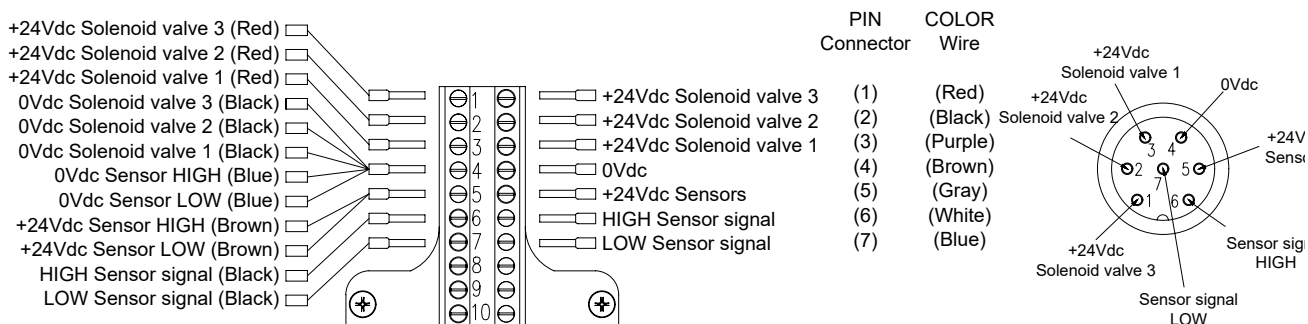 +24Vdc Solenoid valve 3 (Red)
+24Vdc Solenoid valve 2 (Red)
+24Vdc Solenoid valve 1 (Red)
0Vdc Solenoid valve 3 (Black)
0Vdc Solenoid valve 2 (Black)
0Vdc Solenoid valve 1 (Black)
0Vdc Sensor HIGH (Blue)
0Vdc Sensor LOW (Blue)
+24Vdc Sensor HIGH (Brown)
+24Vdc Sensor LOW (Brown)
HIGH Sensor signal (Black)
LOW Sensor signal (Black)
1
2
3
4
5
6
7
8
9
10
PIN COLOR
Connector Wire
+24Vdc Solenoid valve 3 (1) (Red)
+24Vdc Solenoid valve 2 (2) (Black)
+24Vdc Solenoid valve 1 (3) (Purple)
0Vdc (4) (Brown)
+24Vdc Sensors (5) (Gray)
HIGH Sensor signal (6) (White)
LOW Sensor signal (7) (Blue)
+24Vdc
Solenoid valve 1
0Vdc
+24Vdc
Solenoid valve 2
+24V
Senso
3 4
2 7 5
1 6
+24Vdc
Solenoid valve 3
Sensor sign
HIGH
Sensor signal
LOW